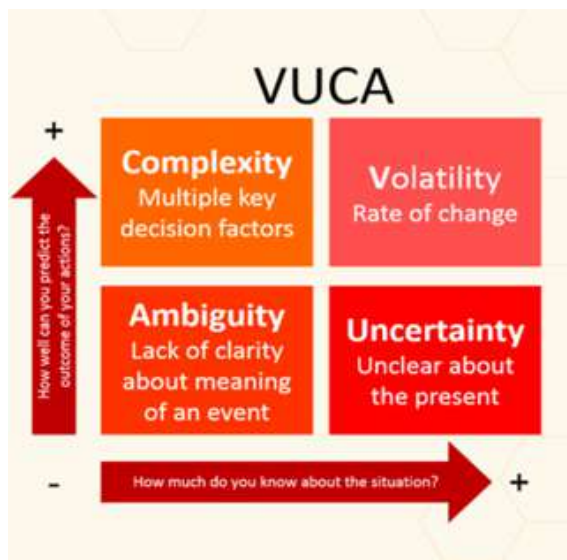 VUCA
+
Complexity
Multiple key
decision factors
Volatility
Rate of change
How well can you predict the
outcome of your actions?
Ambiguity
Lack of clarity
about meaning
of an event
Uncertainty
Unclear about
the present
-
How much do you know about the situation?
+